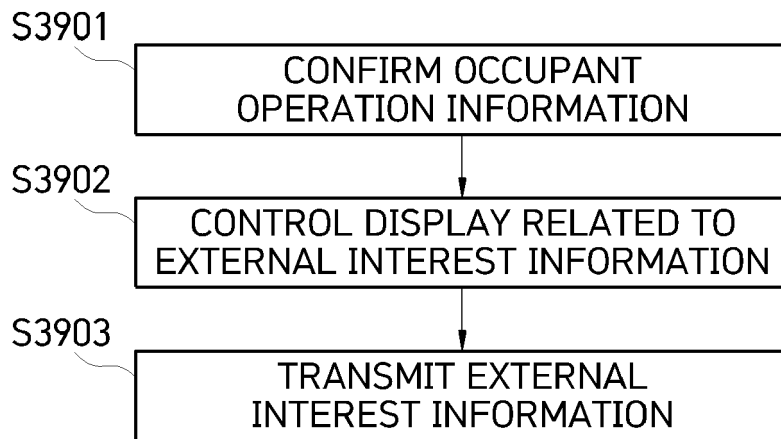 S3901
CONFIRM OCCUPANT
OPERATION INFORMATION
S3902
CONTROL DISPLAY RELATED TO
EXTERNAL INTEREST INFORMATION
S3903
TRANSMIT EXTERNAL
INTEREST INFORMATION